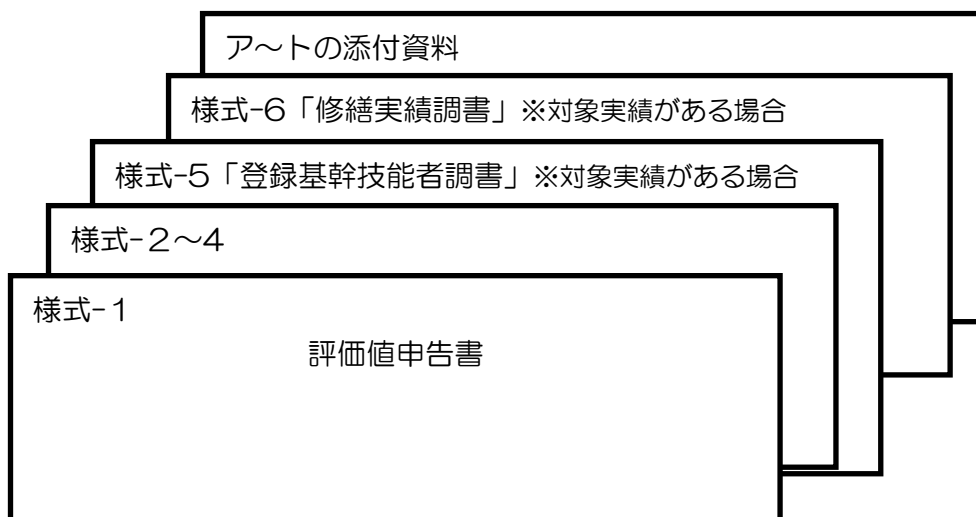 ア～トの添付資料
様式-6「修繕実績調書」※対象実績がある場合
様式-5「登録基幹技能者調書」※対象実績がある場合
様式-２～4
様式-１
評価値申告書